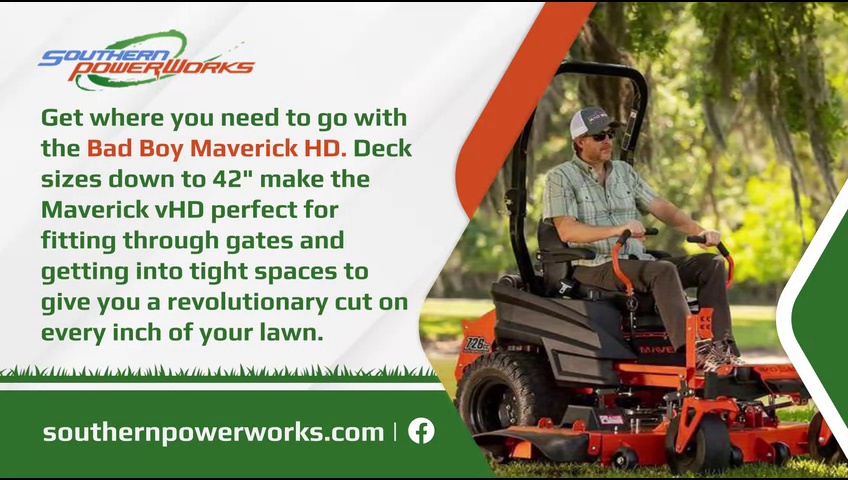 SOUTHERN
POWERWORKS
Get where you need to go with
the Bad Boy Maverick HD. Deck
sizes down to 42" make the
Maverick vHD perfect for
fitting through gates and
getting into tight spaces to
give you a revolutionary cut on
every inch of your lawn.
southernpowerworks.com |
726cc